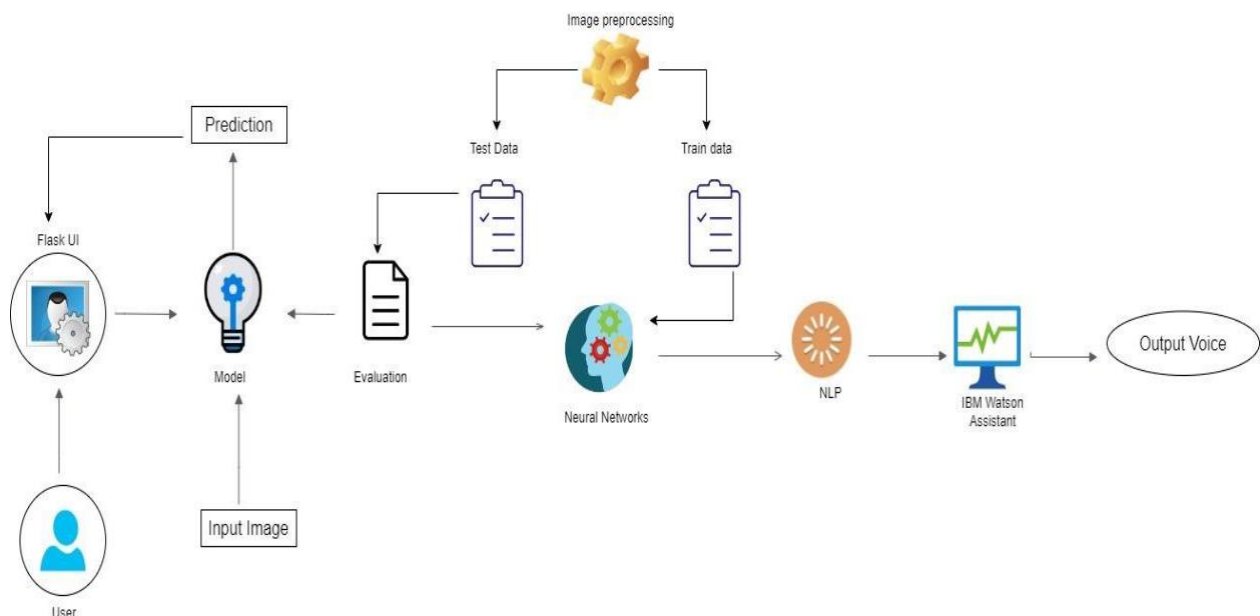 Image preprocessing
Prediction
Test Data
Train data
Flask UI
Output Voice
Model
Evaluation
NLP
Neural Networks
IBM Watson
Assistant
Input Image
User